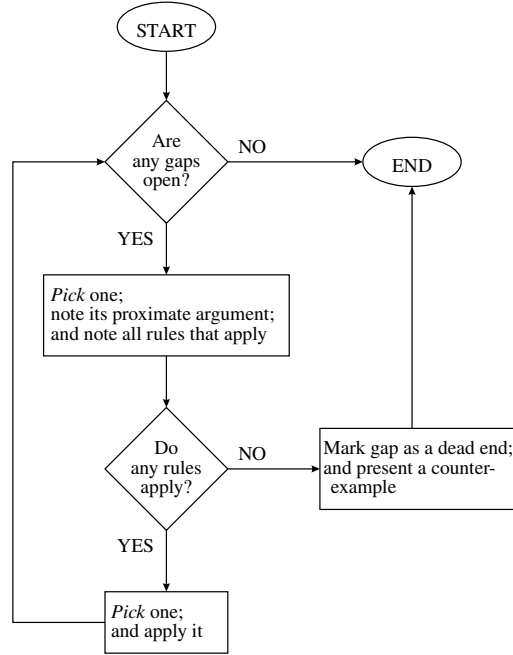 START
Are
any gaps
open?
NO
END
YES
Pick one;
note its proximate argument;
and note all rules that apply
Do
any rules
apply?
NO
Mark gap as a dead end;
and present a counter-
example
YES
Pick one;
and apply it